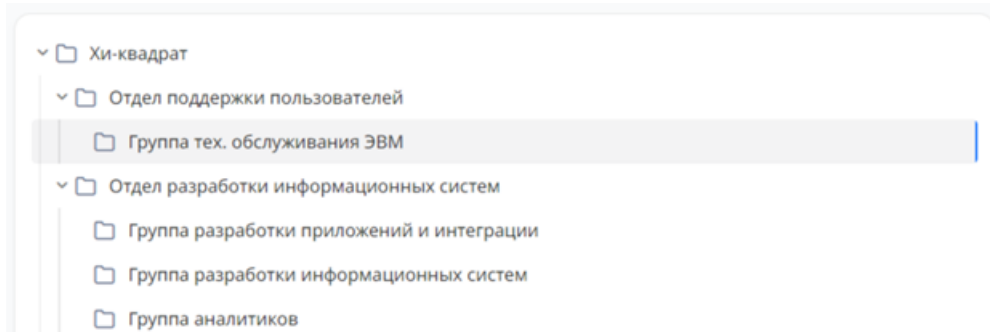 Хи-квадрат
Отдел поддержки пользователей
Группа тех. обслуживания ЭВМ
Отдел разработки информационных систем
Группа разработки приложений и интеграции
Группа разработки информационных систем
Группа аналитиков